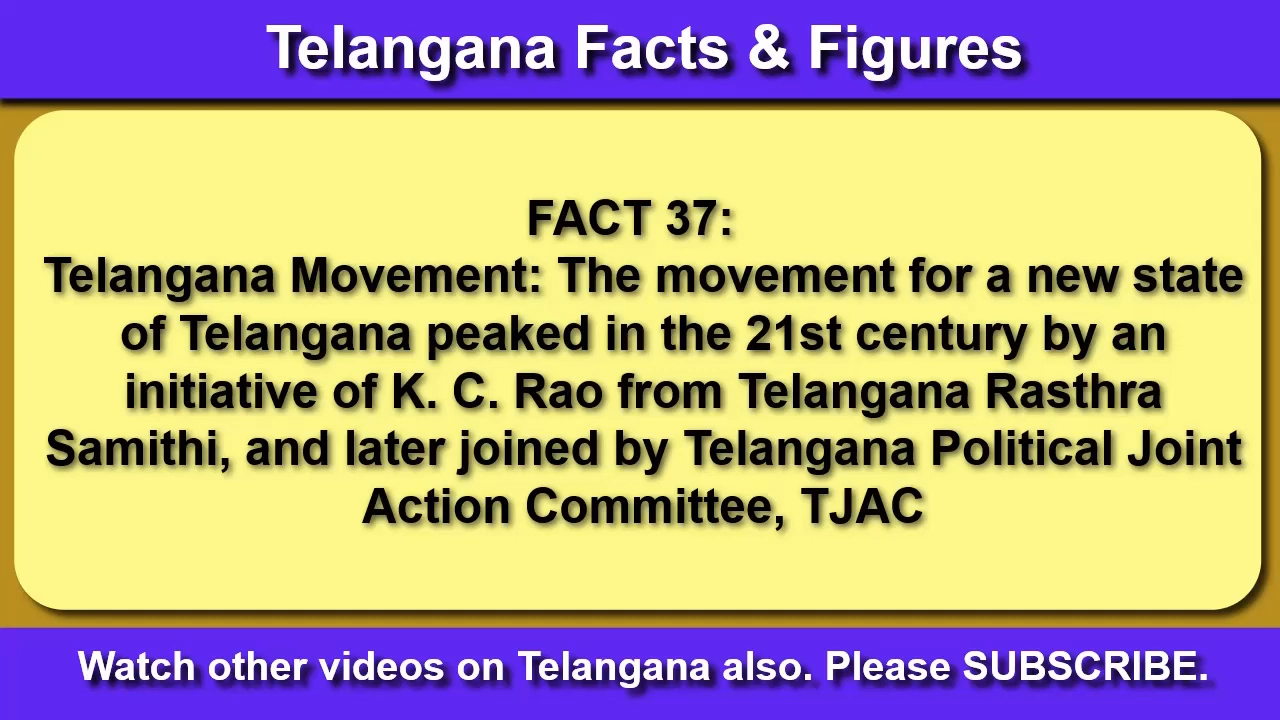 Telangana Facts & Figures
FACT 37:
Telangana Movement: The movement for a new state
of Telangana peaked in the 21st century by an
initiative of K. C. Rao from Telangana Rasthra
Samithi, and later joined by Telangana Political Joint
Action Committee, TJAC
Watch other videos on Telangana also. Please SUBSCRIBE.